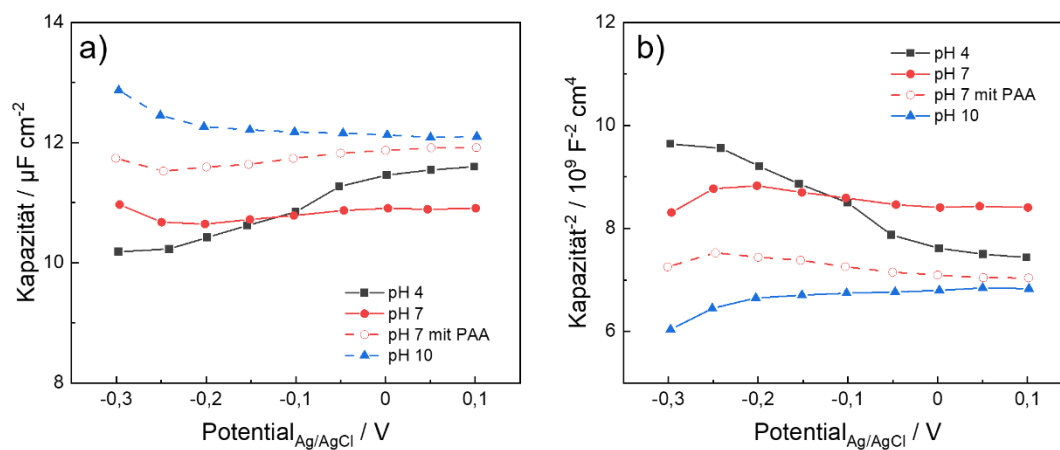 a)
Kapazität / µF cm-2
14
12
10
8
-0,3 -0,2 -0,1 0 0,1
Potential Ag/AgCl / V
pH 4
pH 7
pH 7 mit PAA
pH 10
b)
Kapazität-2 / 109 F-2 cm4
12
10
8
6
-0,3 -0,2 -0,1 0 0,1
Potential Ag/AgCl / V
pH 4
pH 7
pH 7 mit PAA
pH 10